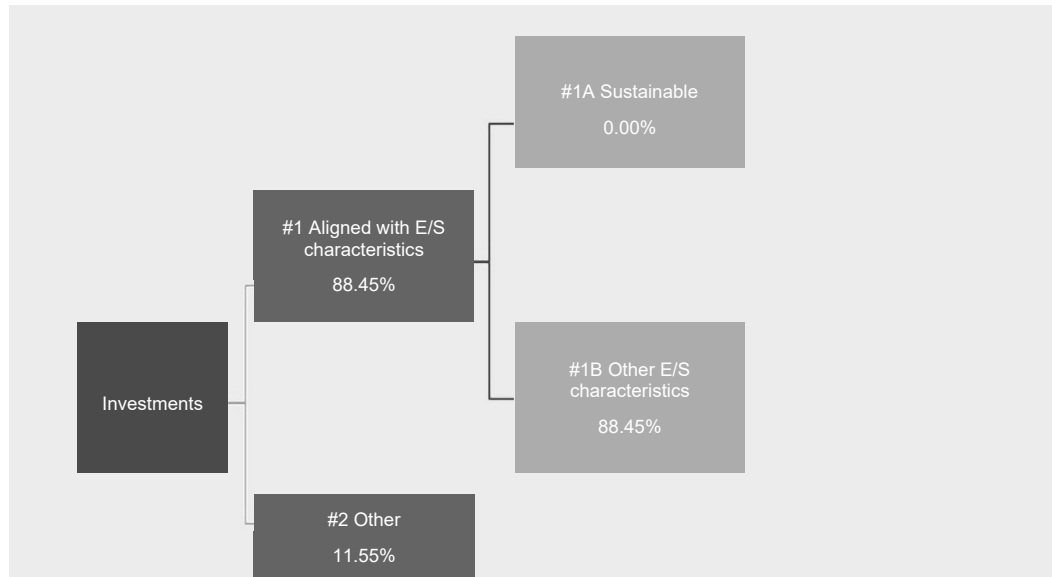 #1A Sustainable
0.00%
#1 Aligned with E/S
characteristics
88.45%
#1B Other E/S
characteristics
88.45%
Investments
#2 Other
11.55%